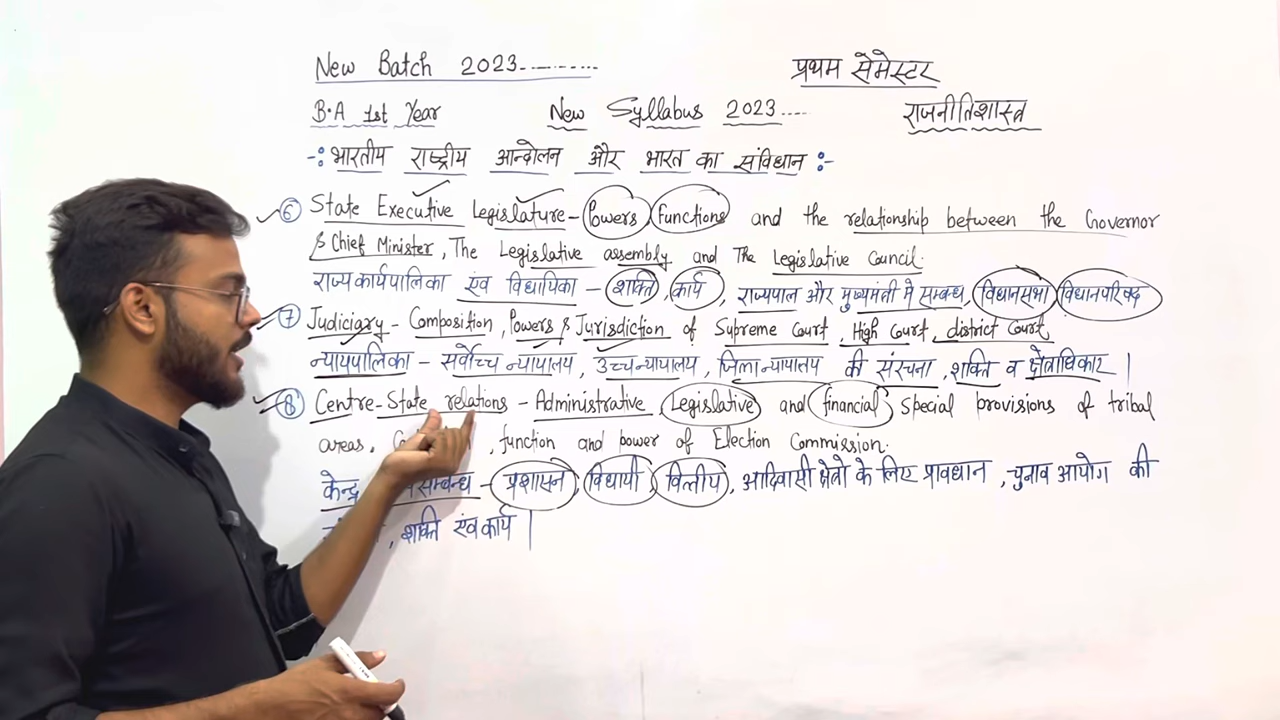 New Batch 2023----------
प्रथम सेमेस्टर
B.A 1st Year
New Syllabus 2023....
राजनीतिशास्त्र
-: भारतीय राष्ट्रीय आन्दोलन और भारत का संविधान :-
⑥ State Executive Legislature - Powers, Functions and the relationship between the Governor
& Chief Minister, The Legislative assembly and The Legislative Council.
राज्य कार्यपालिका एंव विधायिका - शक्ति, कार्य, राज्यपाल और मुख्यमंती मे सम्बन्ध, विधानसभा विधानपरिषद
⑦ Judiciary - Composition, Powers & Jurisdiction of Supreme Court, High Court, district Court,
न्यायपालिका - सर्वोच्च न्यायालय, उच्च न्यायालय, जिला न्यायालय की संरचना, शक्ति व क्षेत्राधिकार |
⑧ Centre-State relations - Administrative, Legislative and financial, Special provisions of tribal
areas, function and power of Election Commission.
केन्द्र सम्बन्ध - प्रशासन, विधायी, वित्तीय, आदिवासी क्षेत्रो के लिए प्रावधान, चुनाव आयोग की
, शक्ति एंव कार्य |